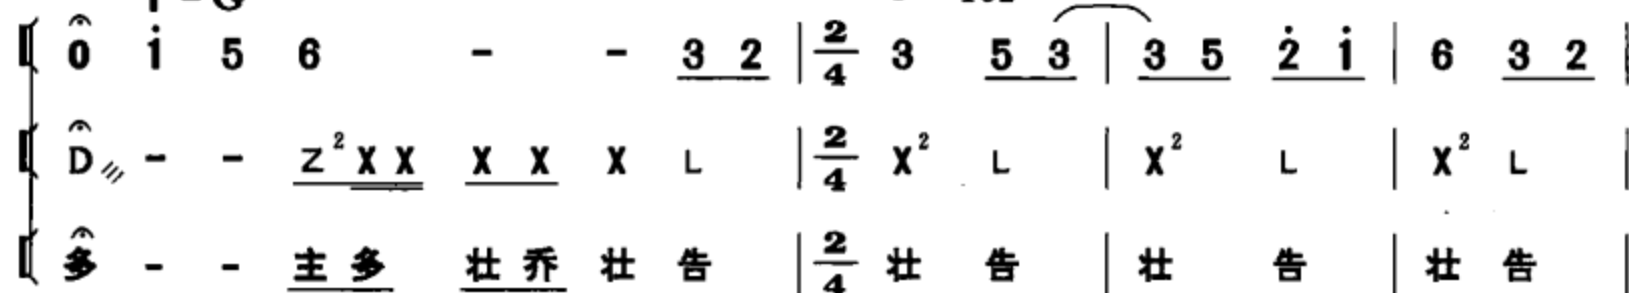 0 i 5 6 - - 3 2 | 2/4 3 5 3 | 3 5 2̇ i | 6 3 2 |
D - - Z² X X X X X L | 2/4 X² L | X² L | X² L |
多 - - 主 多 壮 乔 壮 告 | 2/4 壮 告 | 壮 告 | 壮 告 |